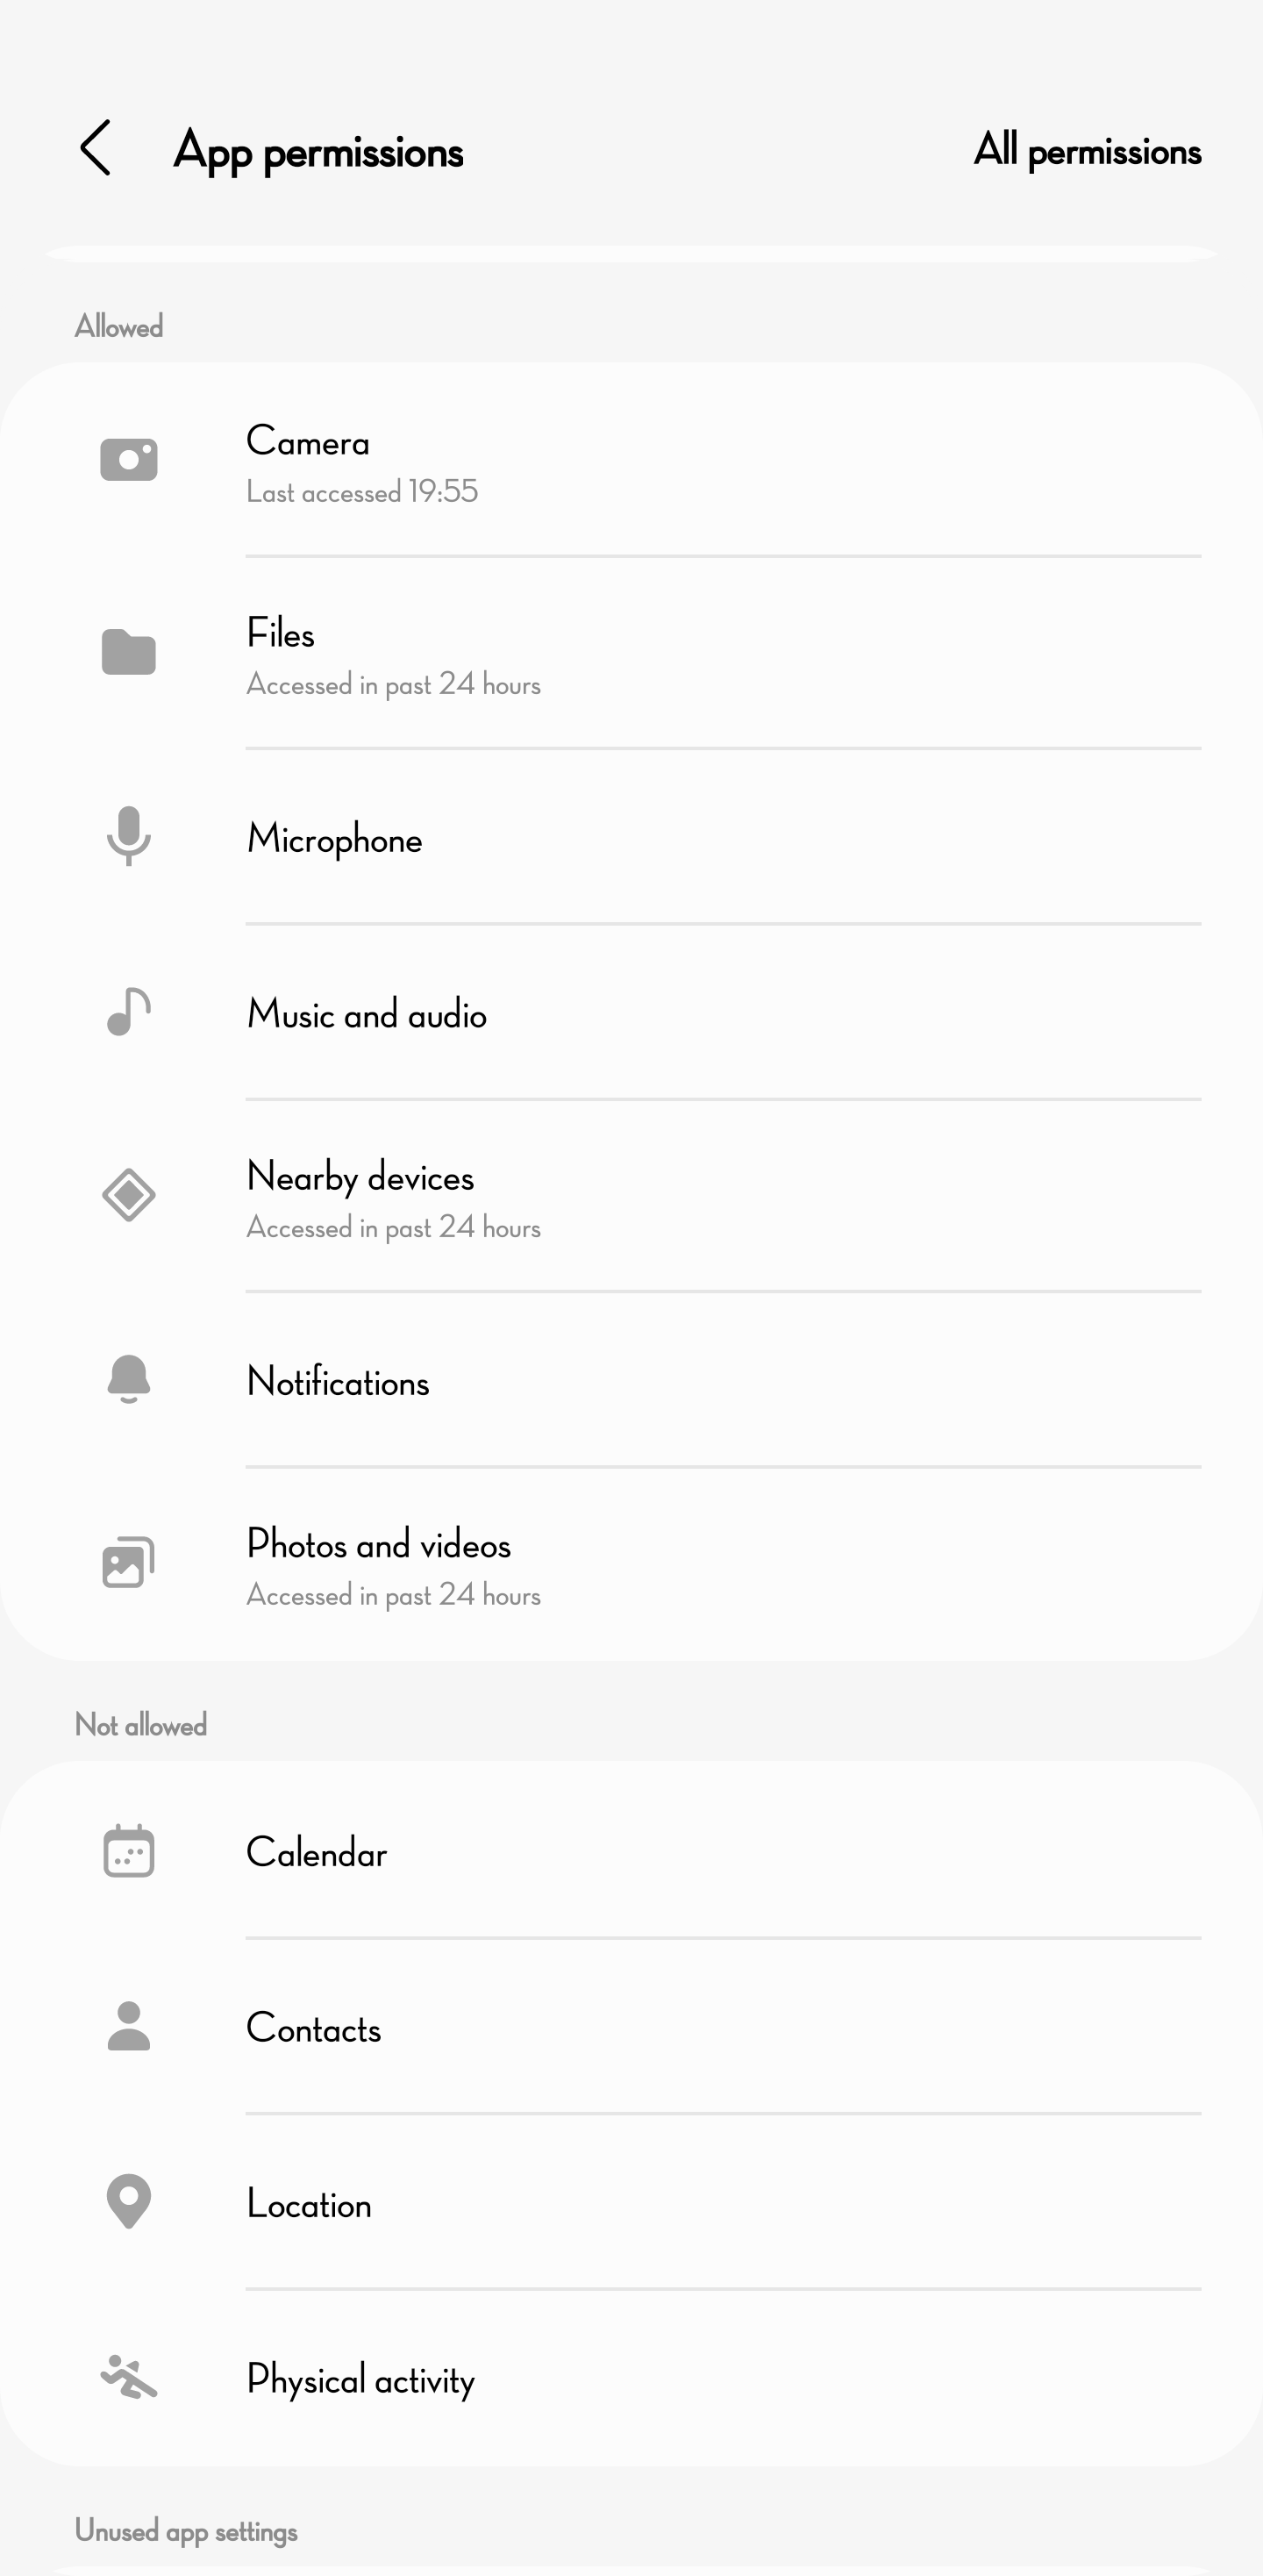 App permissions
All permissions
Allowed
Camera
Last accessed 19:55
Files
Accessed in past 24 hours
Microphone
Music and audio
Nearby devices
Accessed in past 24 hours
Notifications
Photos and videos
Accessed in past 24 hours
Not allowed
Calendar
Contacts
Location
Physical activity
Unused app settings